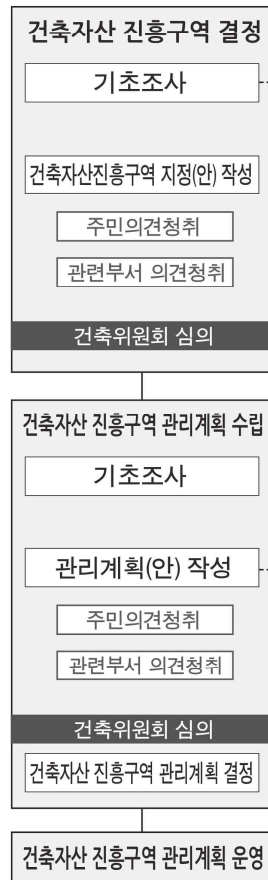 건축자산 진흥구역 결정
기초조사
건축자산진흥구역 지정(안) 작성
주민의견청취
관련부서 의견청취
건축위원회 심의
건축자산 진흥구역 관리계획 수립
기초조사
관리계획(안) 작성
주민의견청취
관련부서 의견청취
건축위원회 심의
건축자산 진흥구역 관리계획 결정
건축자산 진흥구역 관리계획 운영